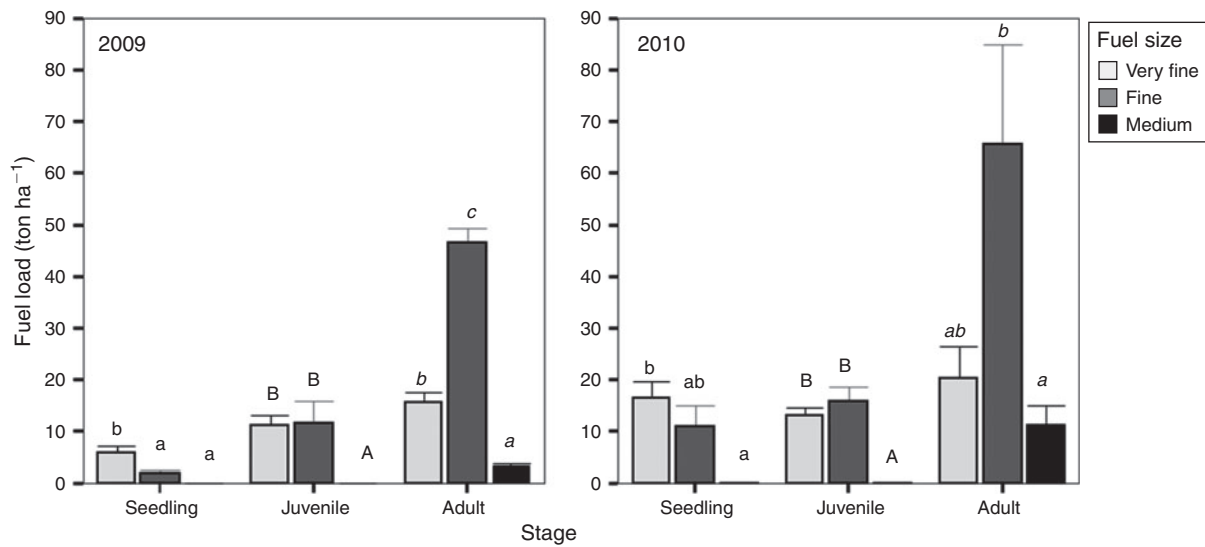 2009
2010
Fuel size
Very fine
Fine
Medium
Fuel load (ton ha⁻¹)
90
80
70
60
50
40
30
20
10
0
b
a
a
B
B
A
b
c
a
Seedling
Juvenile
Adult
90
80
70
60
50
40
30
20
10
0
b
ab
a
B
B
A
ab
b
a
Seedling
Juvenile
Adult
Stage